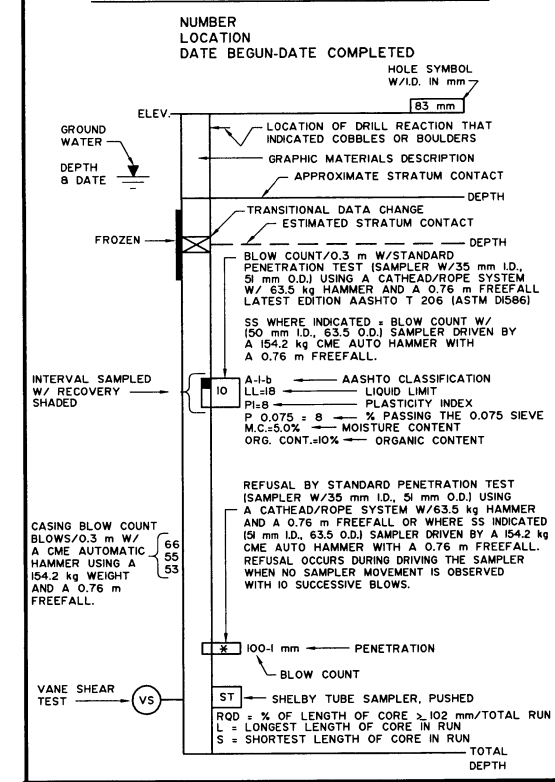 NUMBER
LOCATION
DATE BEGUN-DATE COMPLETED
HOLE SYMBOL
W/I.D. IN mm
83 mm
ELEV.
GROUND
WATER
DEPTH
& DATE
LOCATION OF DRILL REACTION THAT
INDICATED COBBLES OR BOULDERS
GRAPHIC MATERIALS DESCRIPTION
APPROXIMATE STRATUM CONTACT
DEPTH
TRANSITIONAL DATA CHANGE
ESTIMATED STRATUM CONTACT
FROZEN
DEPTH
BLOW COUNT/0.3 m W/STANDARD
PENETRATION TEST (SAMPLER W/35 mm I.D.,
51 mm O.D.) USING A CATHEAD/ROPE SYSTEM
W/ 63.5 kg HAMMER AND A 0.76 m FREEFALL
LATEST EDITION AASHTO T 206 (ASTM D1586)
SS WHERE INDICATED = BLOW COUNT W/
(50 mm I.D., 63.5 O.D.) SAMPLER DRIVEN BY
A 154.2 kg CME AUTO HAMMER WITH
A 0.76 m FREEFALL.
INTERVAL SAMPLED
W/ RECOVERY
SHADED
10
A-1-b AASHTO CLASSIFICATION
LL=18 LIQUID LIMIT
PI=8 PLASTICITY INDEX
P 0.075 = 8 % PASSING THE 0.075 SIEVE
M.C.=5.0% MOISTURE CONTENT
ORG. CONT.=10% ORGANIC CONTENT
REFUSAL BY STANDARD PENETRATION TEST
(SAMPLER W/35 mm I.D., 51 mm O.D.) USING
A CATHEAD/ROPE SYSTEM W/63.5 kg HAMMER
AND A 0.76 m FREEFALL OR WHERE SS INDICATED
(51 mm I.D., 63.5 O.D.) SAMPLER DRIVEN BY A 154.2 kg
CME AUTO HAMMER WITH A 0.76 m FREEFALL.
REFUSAL OCCURS DURING DRIVING THE SAMPLER
WHEN NO SAMPLER MOVEMENT IS OBSERVED
WITH 10 SUCCESSIVE BLOWS.
CASING BLOW COUNT
BLOWS/0.3 m W/
A CME AUTOMATIC
HAMMER USING A
154.2 kg WEIGHT
AND A 0.76 m
FREEFALL.
66
55
53
* 100-1 mm PENETRATION
BLOW COUNT
VANE SHEAR
TEST
VS
ST SHELBY TUBE SAMPLER, PUSHED
RQD = % OF LENGTH OF CORE ≥ 102 mm/TOTAL RUN
L = LONGEST LENGTH OF CORE IN RUN
S = SHORTEST LENGTH OF CORE IN RUN
TOTAL
DEPTH